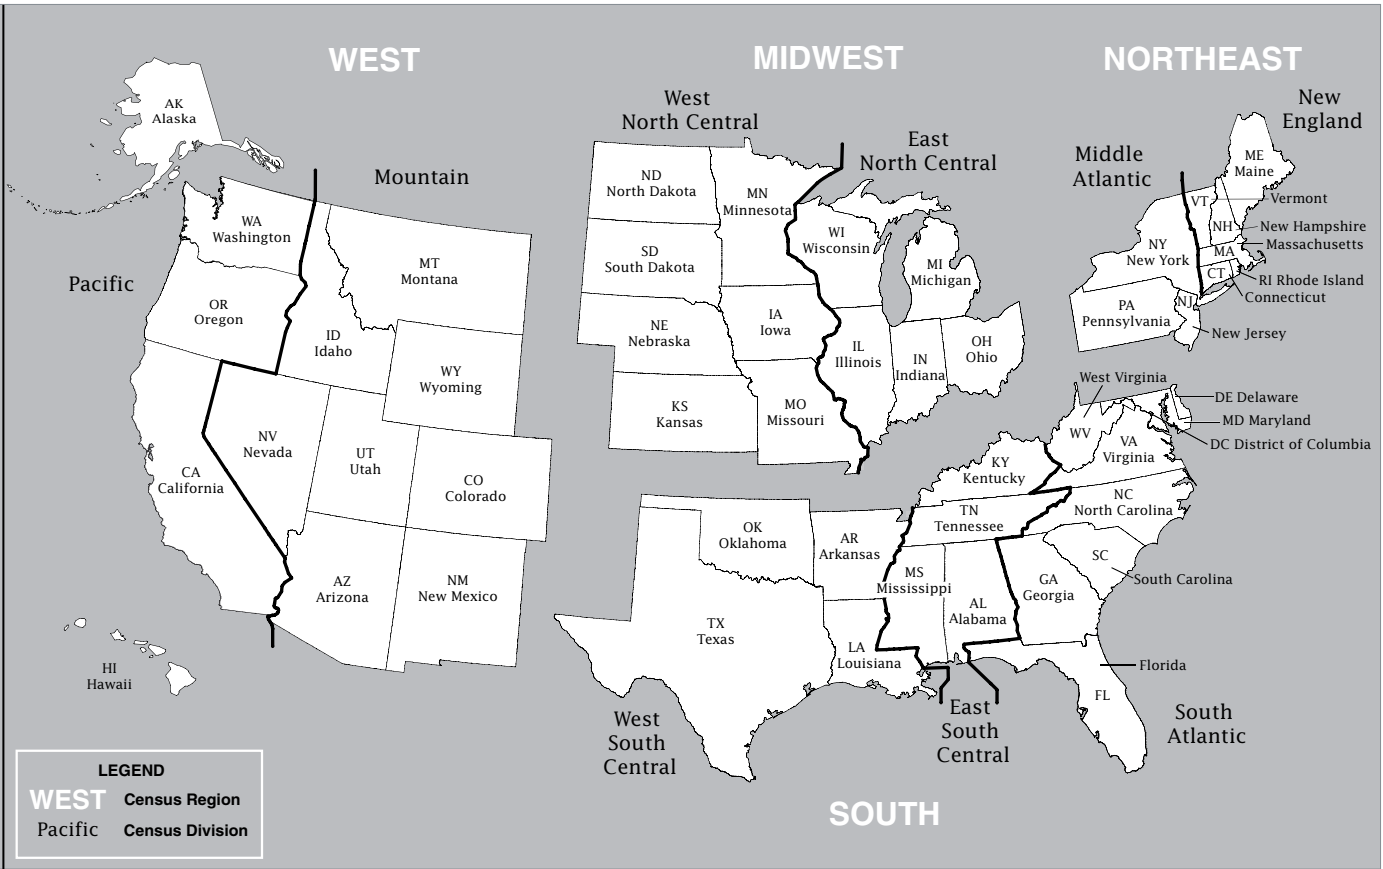 WEST
MIDWEST
NORTHEAST
AK
Alaska
Mountain
Pacific
WA
Washington
OR
Oregon
CA
California
HI
Hawaii
MT
Montana
ID
Idaho
WY
Wyoming
NV
Nevada
UT
Utah
CO
Colorado
AZ
Arizona
NM
New Mexico
West
North Central
East
North Central
ND
North Dakota
MN
Minnesota
SD
South Dakota
NE
Nebraska
IA
Iowa
KS
Kansas
MO
Missouri
WI
Wisconsin
MI
Michigan
IL
Illinois
IN
Indiana
OH
Ohio
New
England
Middle
Atlantic
ME
Maine
VT
Vermont
NH
New Hampshire
Massachusetts
MA
NY
New York
CT
RI Rhode Island
Connecticut
PA
Pennsylvania
NJ
New Jersey
West Virginia
DE Delaware
MD Maryland
DC District of Columbia
WV
VA
Virginia
KY
Kentucky
NC
North Carolina
TN
Tennessee
SC
South Carolina
OK
Oklahoma
AR
Arkansas
MS
Mississippi
AL
Alabama
GA
Georgia
TX
Texas
LA
Louisiana
Florida
FL
West
South
Central
East
South
Central
South
Atlantic
SOUTH
LEGEND
WEST Census Region
Pacific Census Division